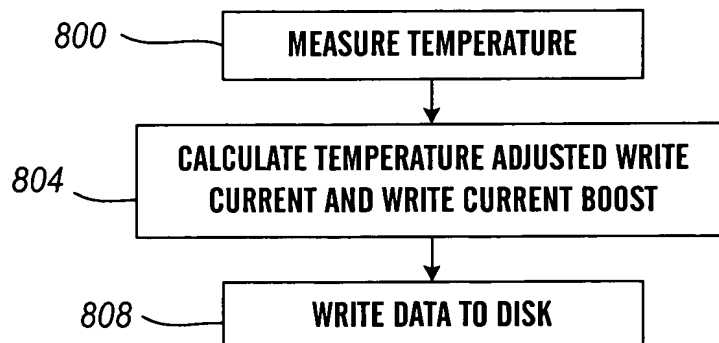 800
MEASURE TEMPERATURE
804
CALCULATE TEMPERATURE ADJUSTED WRITE
CURRENT AND WRITE CURRENT BOOST
808
WRITE DATA TO DISK